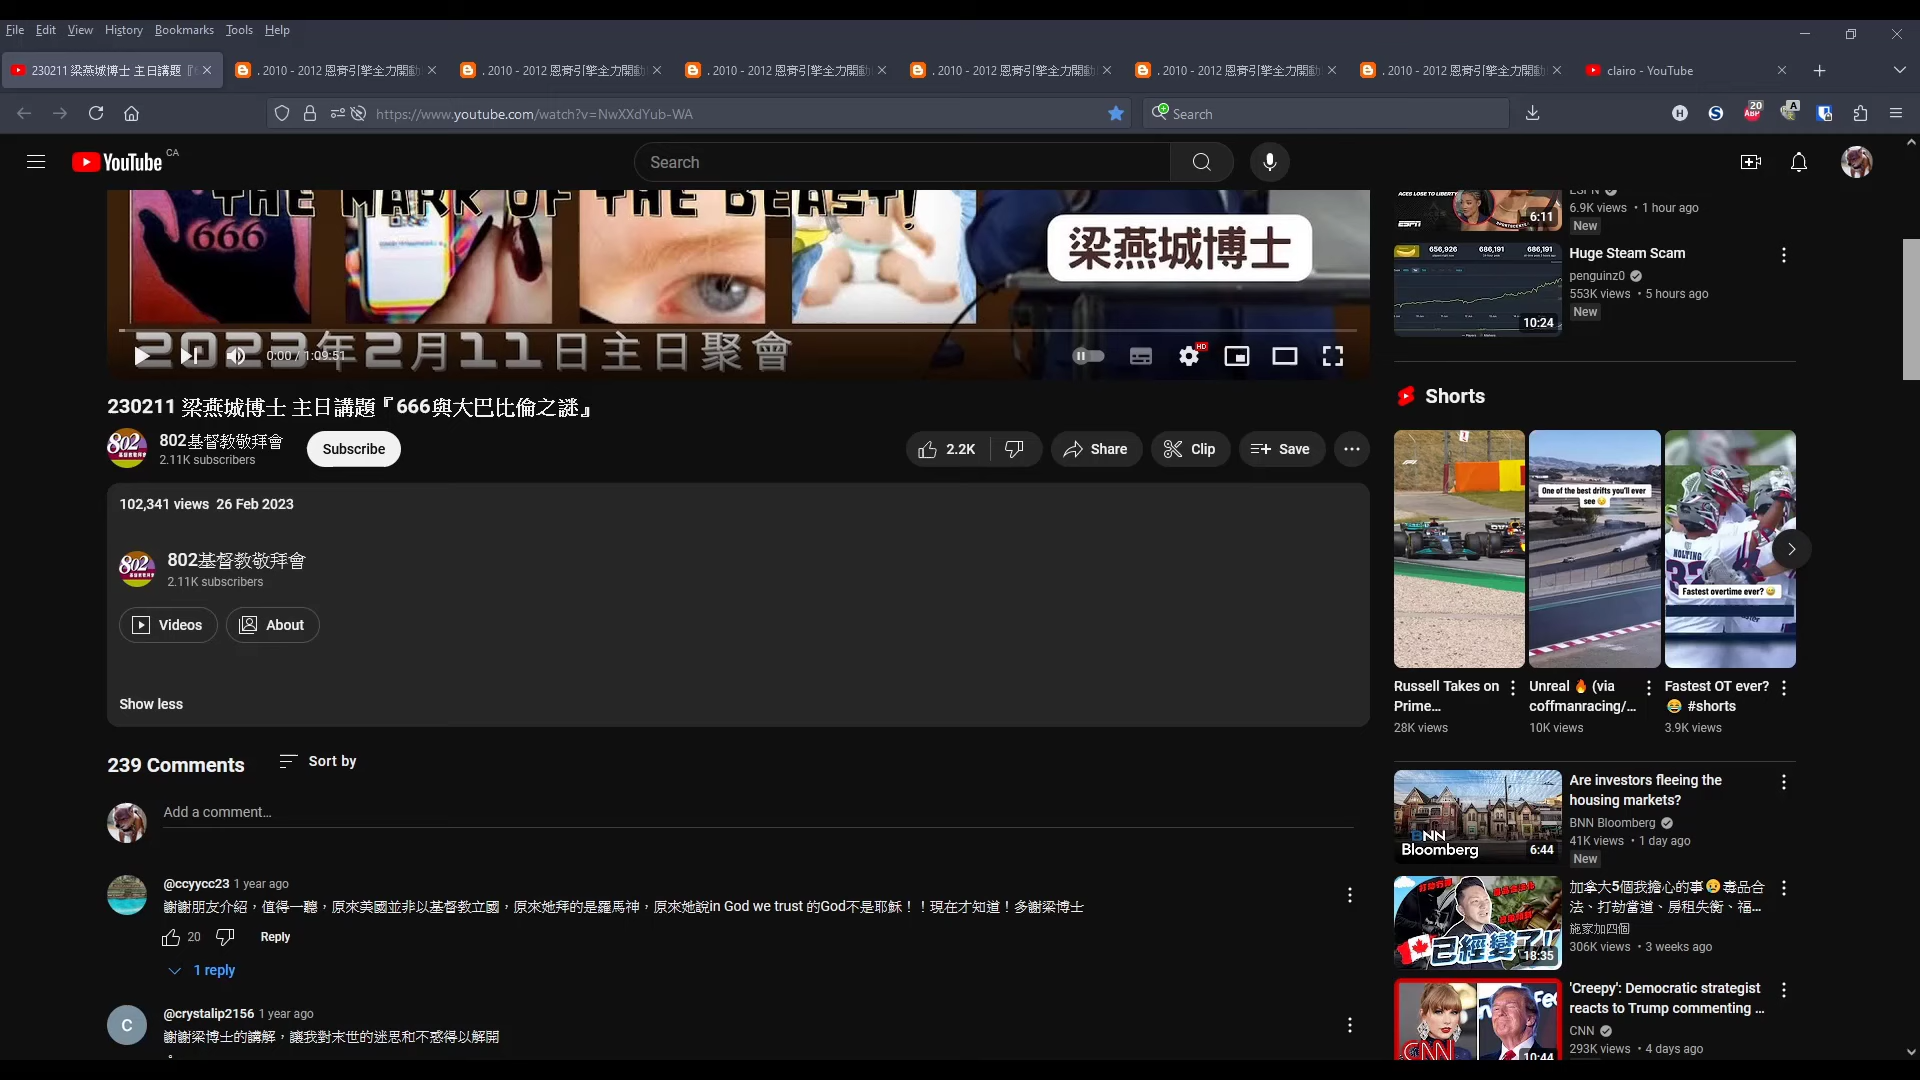 File Edit View History Bookmarks Tools Help
230211 梁燕城博士 主日講題『
. 2010 - 2012 恩膏引擎全力開動
. 2010 - 2012 恩膏引擎全力開動
. 2010 - 2012 恩膏引擎全力開動
. 2010 - 2012 恩膏引擎全力開動
. 2010 - 2012 恩膏引擎全力開動
. 2010 - 2012 恩膏引擎全力開動
clairo - YouTube
https://www.youtube.com/watch?v=NwXXdYub-WA
Search
20
ABP
A
YouTube CA
Search
THE MARK OF THE BEAST!
666
梁燕城博士
2023年2月11日主日聚會
0:00 / 1:09:51
HD
230211 梁燕城博士 主日講題『666與大巴比倫之謎』
802基督教敬拜會
2.11K subscribers
Subscribe
2.2K
Share
Clip
Save
102,341 views 26 Feb 2023
802基督教敬拜會
2.11K subscribers
Videos
About
Show less
239 Comments
Sort by
Add a comment...
@ccyycc23 1 year ago
謝謝朋友介紹，值得一聽，原來美國並非以基督教立國，原來她拜的是羅馬神，原來她說in God we trust 的God不是耶穌！！現在才知道！多謝梁博士
20
Reply
1 reply
C
@crystalip2156 1 year ago
謝謝梁博士的講解，讓我對末世的迷思和不惑得以解開
ACES LOSE TO LIBERTY
ESPN
6:11
ESPN
6.9K views • 1 hour ago
New
656,926 686,191 686,191
10:24
Huge Steam Scam
penguinz0
553K views • 5 hours ago
New
Shorts
One of the best drifts you'll ever
see
NOLTING
Fastest overtime ever?
Russell Takes on
Prime...
28K views
Unreal 🔥 (via
coffmanracing/...
10K views
Fastest OT ever?
😂 #shorts
3.9K views
BNN
Bloomberg
6:44
Are investors fleeing the
housing markets?
BNN Bloomberg
41K views • 1 day ago
New
已經變了!!
18:35
加拿大5個我擔心的事😢毒品合
法、打劫當道、房租失衡、福...
施家加四個
306K views • 3 weeks ago
CNN
10:44
'Creepy': Democratic strategist
reacts to Trump commenting ...
CNN
293K views • 4 days ago